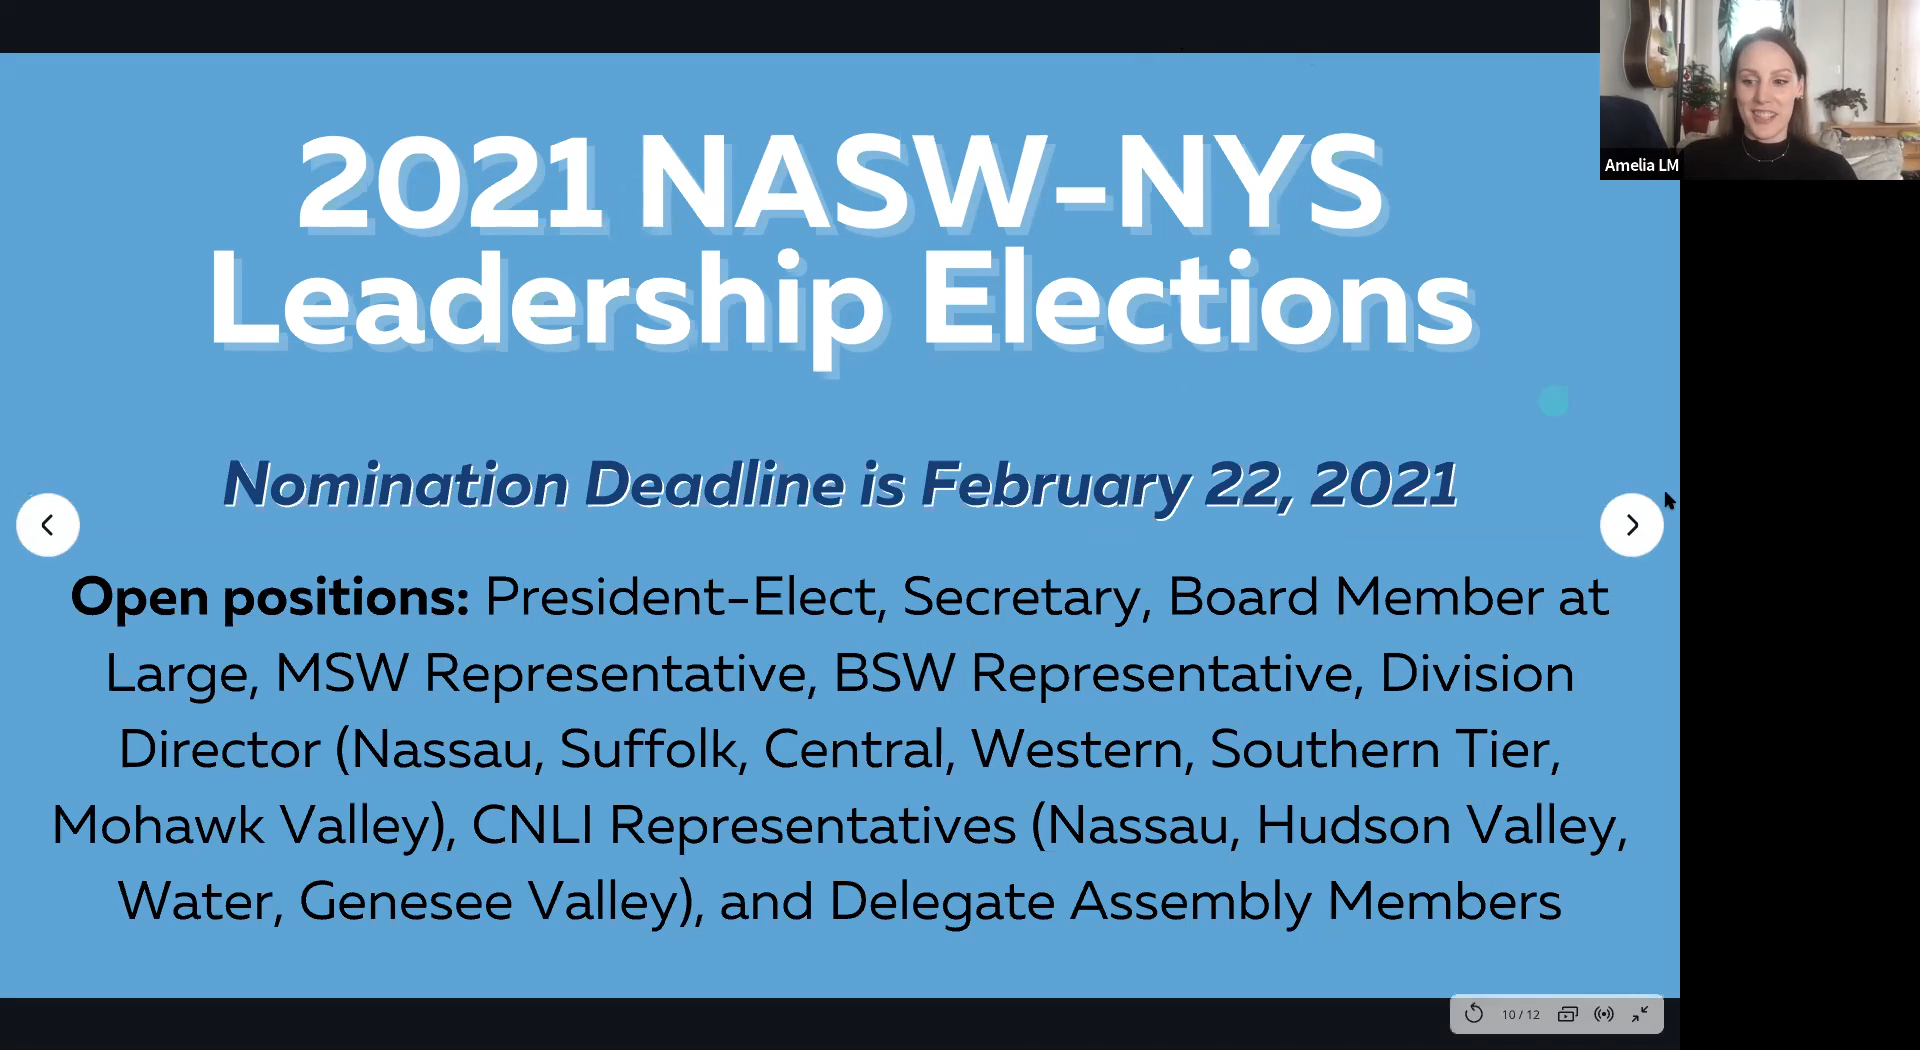 2021 NASW-NYS
Leadership Elections
Nomination Deadline is February 22, 2021
Open positions: President-Elect, Secretary, Board Member at
Large, MSW Representative, BSW Representative, Division
Director (Nassau, Suffolk, Central, Western, Southern Tier,
Mohawk Valley), CNLI Representatives (Nassau, Hudson Valley,
Water, Genesee Valley), and Delegate Assembly Members
Amelia LM
10 / 12